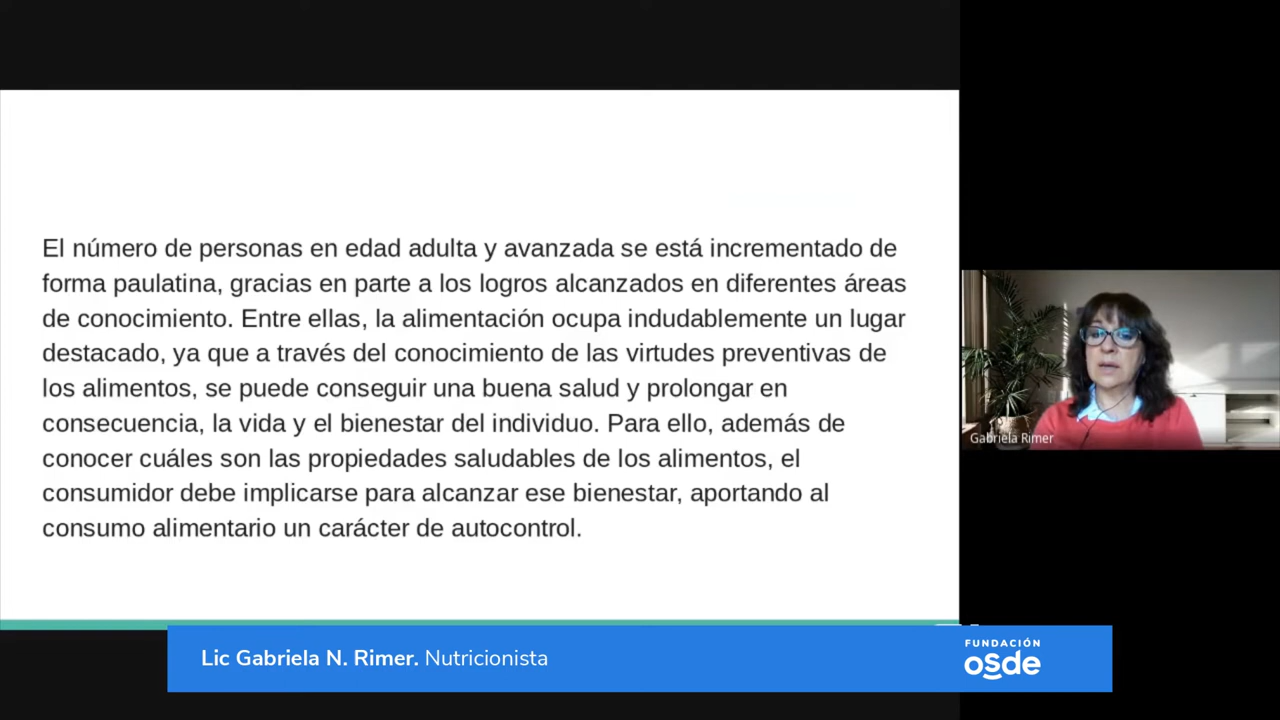 El número de personas en edad adulta y avanzada se está incrementado de
forma paulatina, gracias en parte a los logros alcanzados en diferentes áreas
de conocimiento. Entre ellas, la alimentación ocupa indudablemente un lugar
destacado, ya que a través del conocimiento de las virtudes preventivas de
los alimentos, se puede conseguir una buena salud y prolongar en
consecuencia, la vida y el bienestar del individuo. Para ello, además de
conocer cuáles son las propiedades saludables de los alimentos, el
consumidor debe implicarse para alcanzar ese bienestar, aportando al
consumo alimentario un carácter de autocontrol.
Gabriela Rimer
Lic Gabriela N. Rimer. Nutricionista
FUNDACIÓN
osde